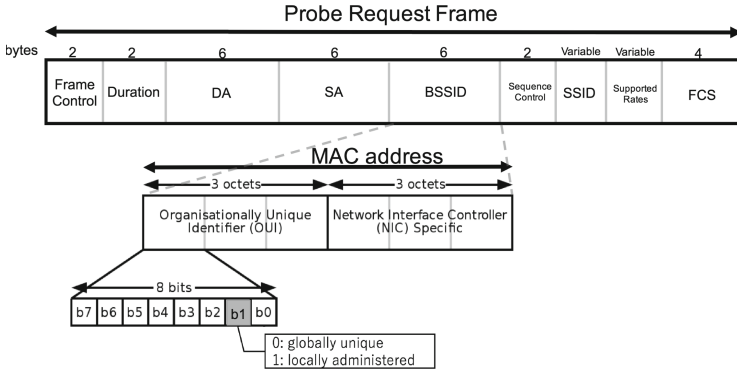 Probe Request Frame
bytes 2 2 6 6 6 2 Variable Variable 4
Frame Control Duration DA SA BSSID Sequence Control SSID Supported Rates FCS
MAC address
3 octets 3 octets
Organisationally Unique Identifier (OUI) Network Interface Controller (NIC) Specific
8 bits
b7 b6 b5 b4 b3 b2 b1 b0
0: globally unique
1: locally administered